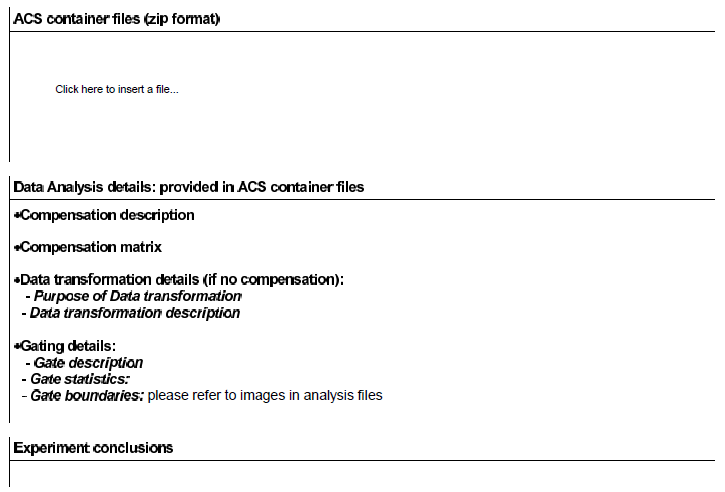 ACS container files (zip format)
Click here to insert a file...
Data Analysis details: provided in ACS container files
•Compensation description
•Compensation matrix
•Data transformation details (if no compensation):
- Purpose of Data transformation
- Data transformation description
•Gating details:
- Gate description
- Gate statistics:
- Gate boundaries: please refer to images in analysis files
Experiment conclusions